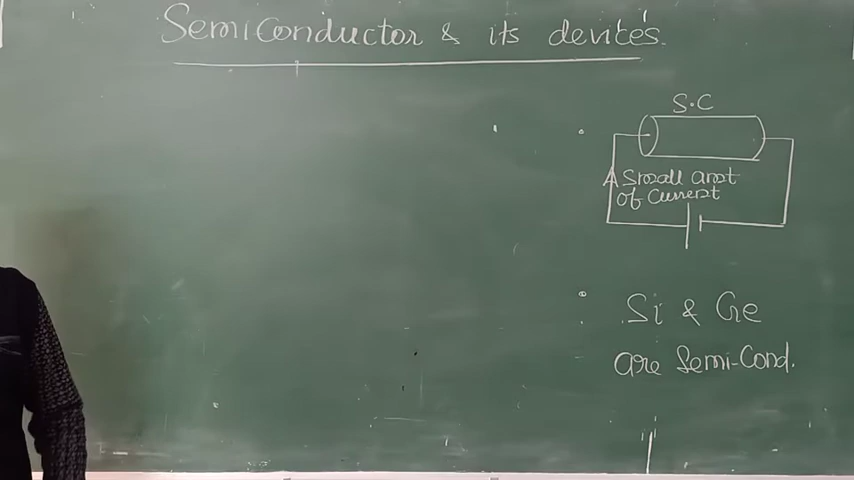 SemiConductor & its devices.
S.C
A Small amt
of Current
Si & Ge
are Semi-Cond.